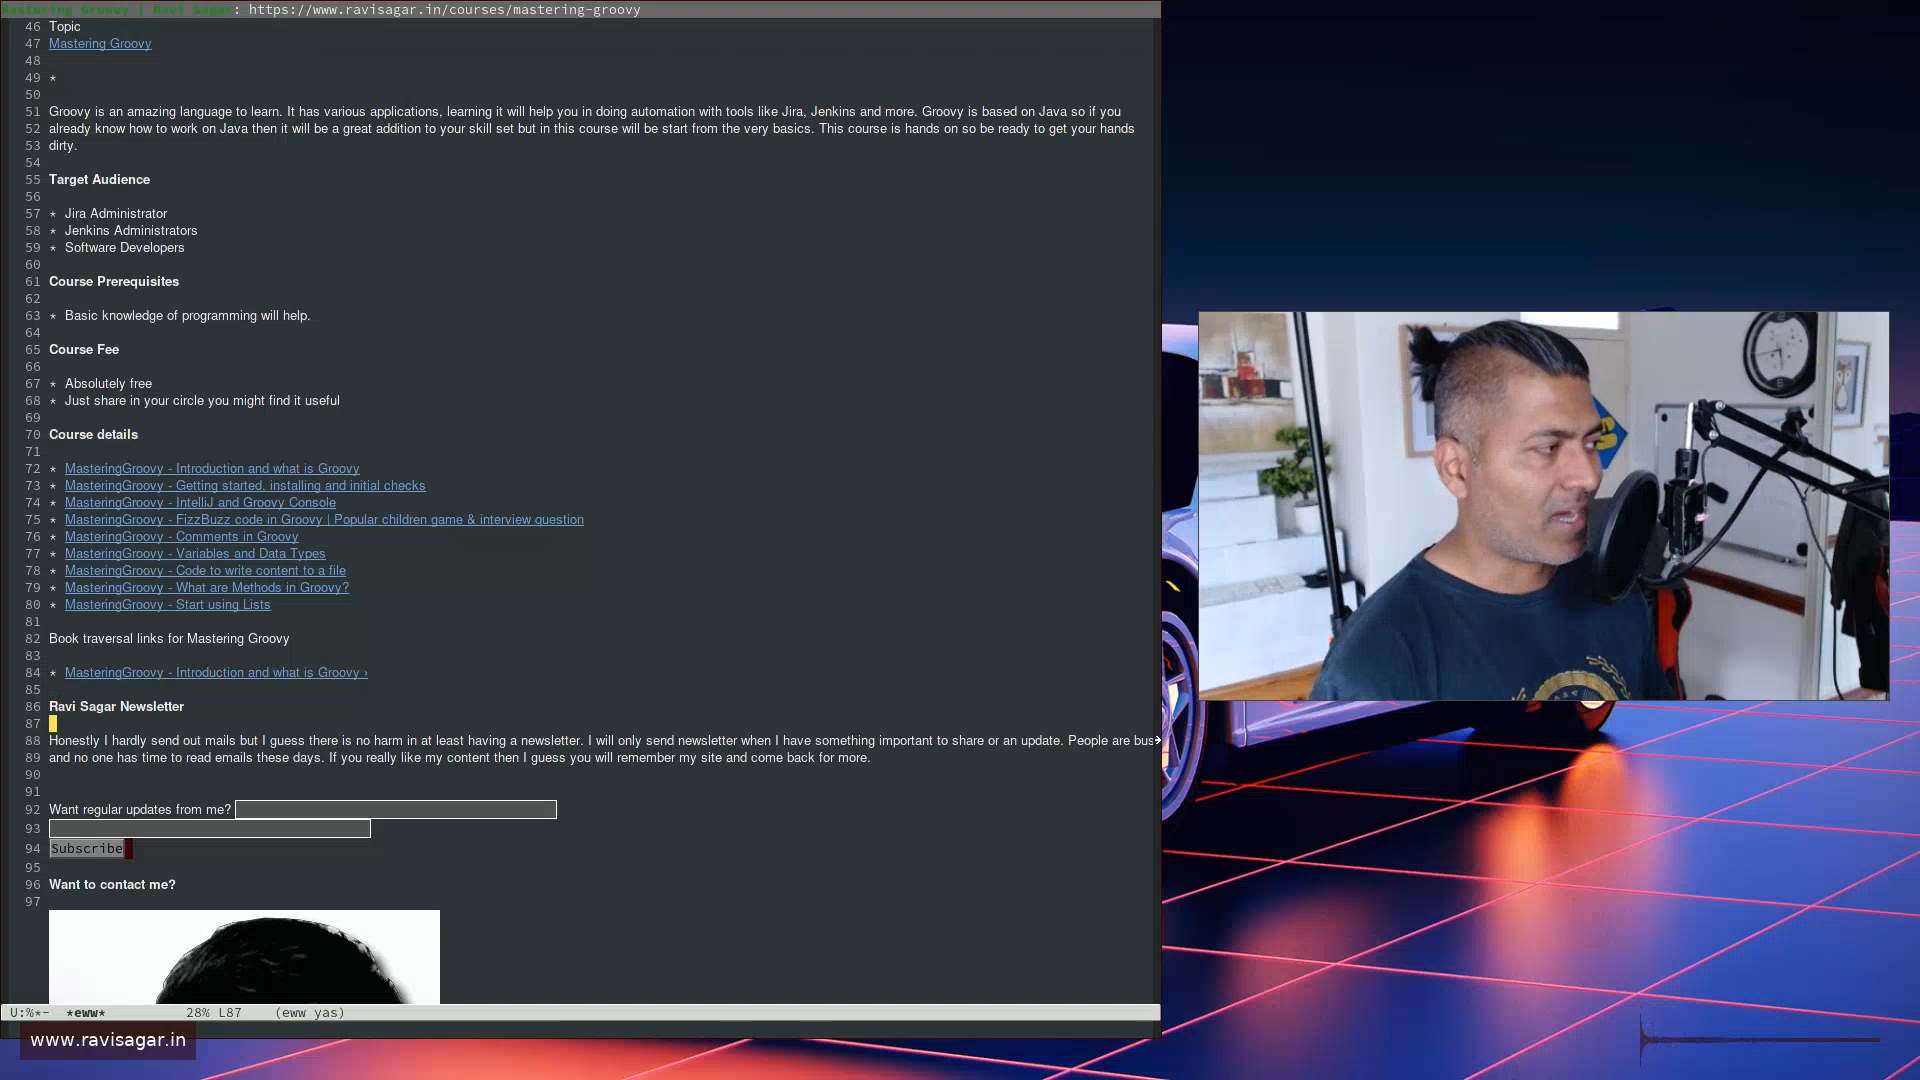 Mastering Groovy | Ravi Sagar: https://www.ravisagar.in/courses/mastering-groovy
46 Topic
47 Mastering Groovy
48
49 *
50
51 Groovy is an amazing language to learn. It has various applications, learning it will help you in doing automation with tools like Jira, Jenkins and more. Groovy is based on Java so if you
52 already know how to work on Java then it will be a great addition to your skill set but in this course will be start from the very basics. This course is hands on so be ready to get your hands
53 dirty.
54
55 Target Audience
56
57 * Jira Administrator
58 * Jenkins Administrators
59 * Software Developers
60
61 Course Prerequisites
62
63 * Basic knowledge of programming will help.
64
65 Course Fee
66
67 * Absolutely free
68 * Just share in your circle you might find it useful
69
70 Course details
71
72 * MasteringGroovy - Introduction and what is Groovy
73 * MasteringGroovy - Getting started, installing and initial checks
74 * MasteringGroovy - IntelliJ and Groovy Console
75 * MasteringGroovy - FizzBuzz code in Groovy | Popular children game & interview question
76 * MasteringGroovy - Comments in Groovy
77 * MasteringGroovy - Variables and Data Types
78 * MasteringGroovy - Code to write content to a file
79 * MasteringGroovy - What are Methods in Groovy?
80 * MasteringGroovy - Start using Lists
81
82 Book traversal links for Mastering Groovy
83
84 * MasteringGroovy - Introduction and what is Groovy ›
85
86 Ravi Sagar Newsletter
87
88 Honestly I hardly send out mails but I guess there is no harm in at least having a newsletter. I will only send newsletter when I have something important to share or an update. People are bus
89 and no one has time to read emails these days. If you really like my content then I guess you will remember my site and come back for more.
90
91
92 Want regular updates from me?
93
94 Subscribe
95
96 Want to contact me?
97
U:%*- *eww* 28% L87 (eww yas)
www.ravisagar.in